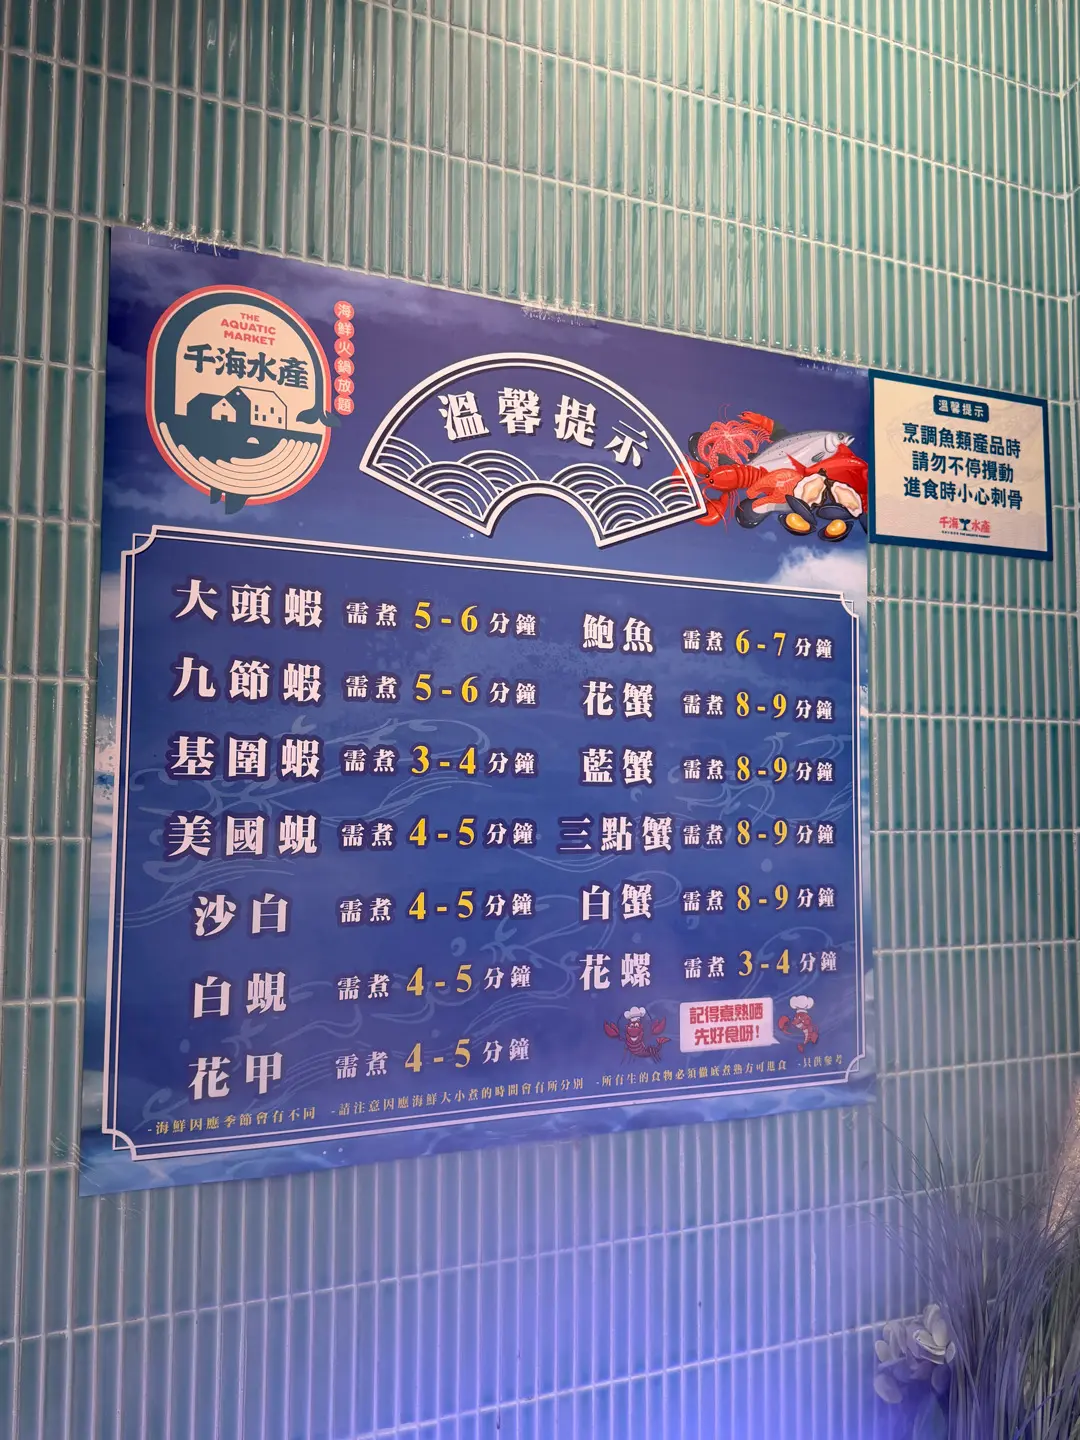 THE
AQUATIC
MARKET
千海水產
海鮮火鍋放題
溫馨提示
大頭蝦 需煮 5-6 分鐘
九節蝦 需煮 5-6 分鐘
基圍蝦 需煮 3-4 分鐘
美國蜆 需煮 4-5 分鐘
沙白 需煮 4-5 分鐘
白蜆 需煮 4-5 分鐘
花甲 需煮 4-5 分鐘
鮑魚 需煮 6-7 分鐘
花蟹 需煮 8-9 分鐘
藍蟹 需煮 8-9 分鐘
三點蟹 需煮 8-9 分鐘
白蟹 需煮 8-9 分鐘
花螺 需煮 3-4 分鐘
記得煮熟晒
先好食呀!
-海鮮因應季節會有不同 -請注意因應海鮮大小煮的時間會有所分別 -所有生的食物必須徹底煮熟方可進食 -只供參考
溫馨提示
烹調魚類產品時
請勿不停攪動
進食時小心刺骨
千海水產